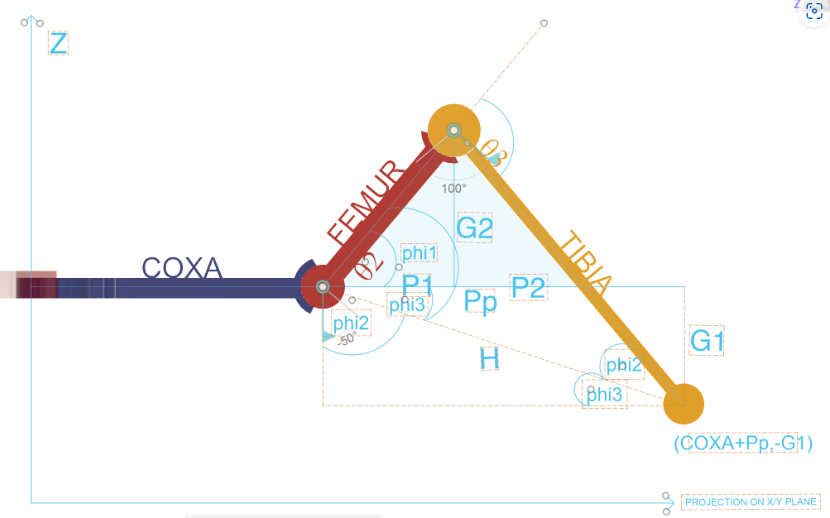 Z
Z
θ3
100°
FEMUR
G2
TIBIA
COXA
θ2
phi1
P1
P2
Pp
phi3
phi2
-50°
G1
H
phi2
phi3
(COXA+Pp,-G1)
PROJECTION ON X/Y PLANE